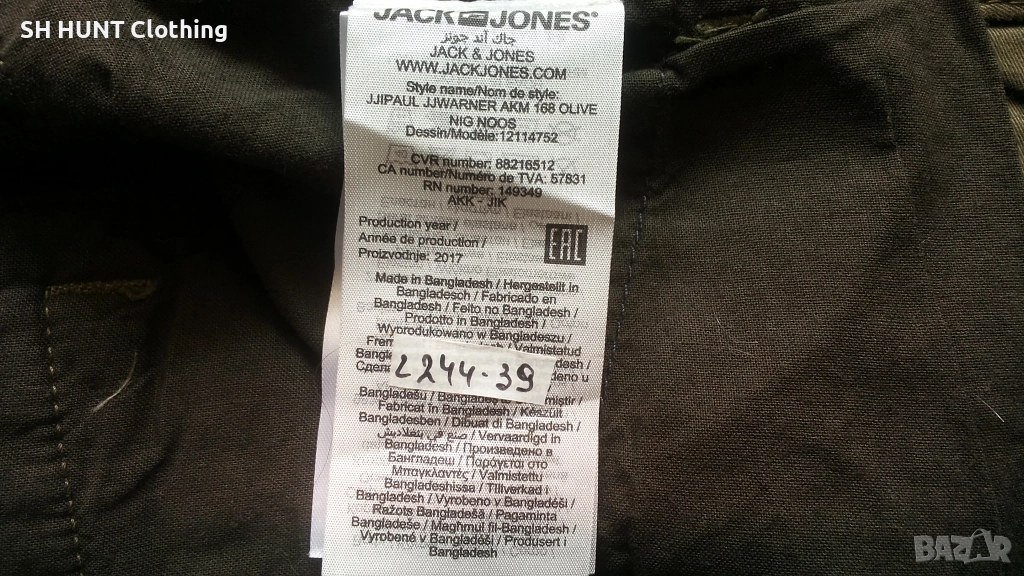 SH HUNT Clothing
JACK JONES®
جاك آند جونز
JACK & JONES
WWW.JACKJONES.COM
Style name/Nom de style:
JJIPAUL JJWARNER AKM 168 OLIVE
NIG NOOS
Dessin/Modèle:12114752
CVR number: 88216512
CA number/Numéro de TVA: 57831
RN number: 149349
AKK - JIK
Production year /
Année de production /
Proizvodnje: 2017
EAC
Made in Bangladesh / Hergestellt in
Bangladesch / Fabricado en
Bangladesh / Feito no Bangladesh /
Prodotto in Bangladesh /
Wyprodukowano w Bangladeszu /
/ Valmistatud
L244-39
Bangladešu /
Fabricat în Bangladesh / Készült
Bangladesben / Dibuat di Bangladesh /
صنع في بنغلاديش / Vervaardigd in
Bangladesh / Произведено в
Бангладеш / Παράγεται στο
Μπαγκλαντές / Valmistettu
Bangladeshissa / Tillverkad i
Bangladesh / Vyrobeno v Bangladéši /
Ražots Bangladešā / Pagaminta
Bangladeše / Magħmul fil-Bangladesh /
Vyrobené v Bangladéši / Produsert i
Bangladesh
BAZAR